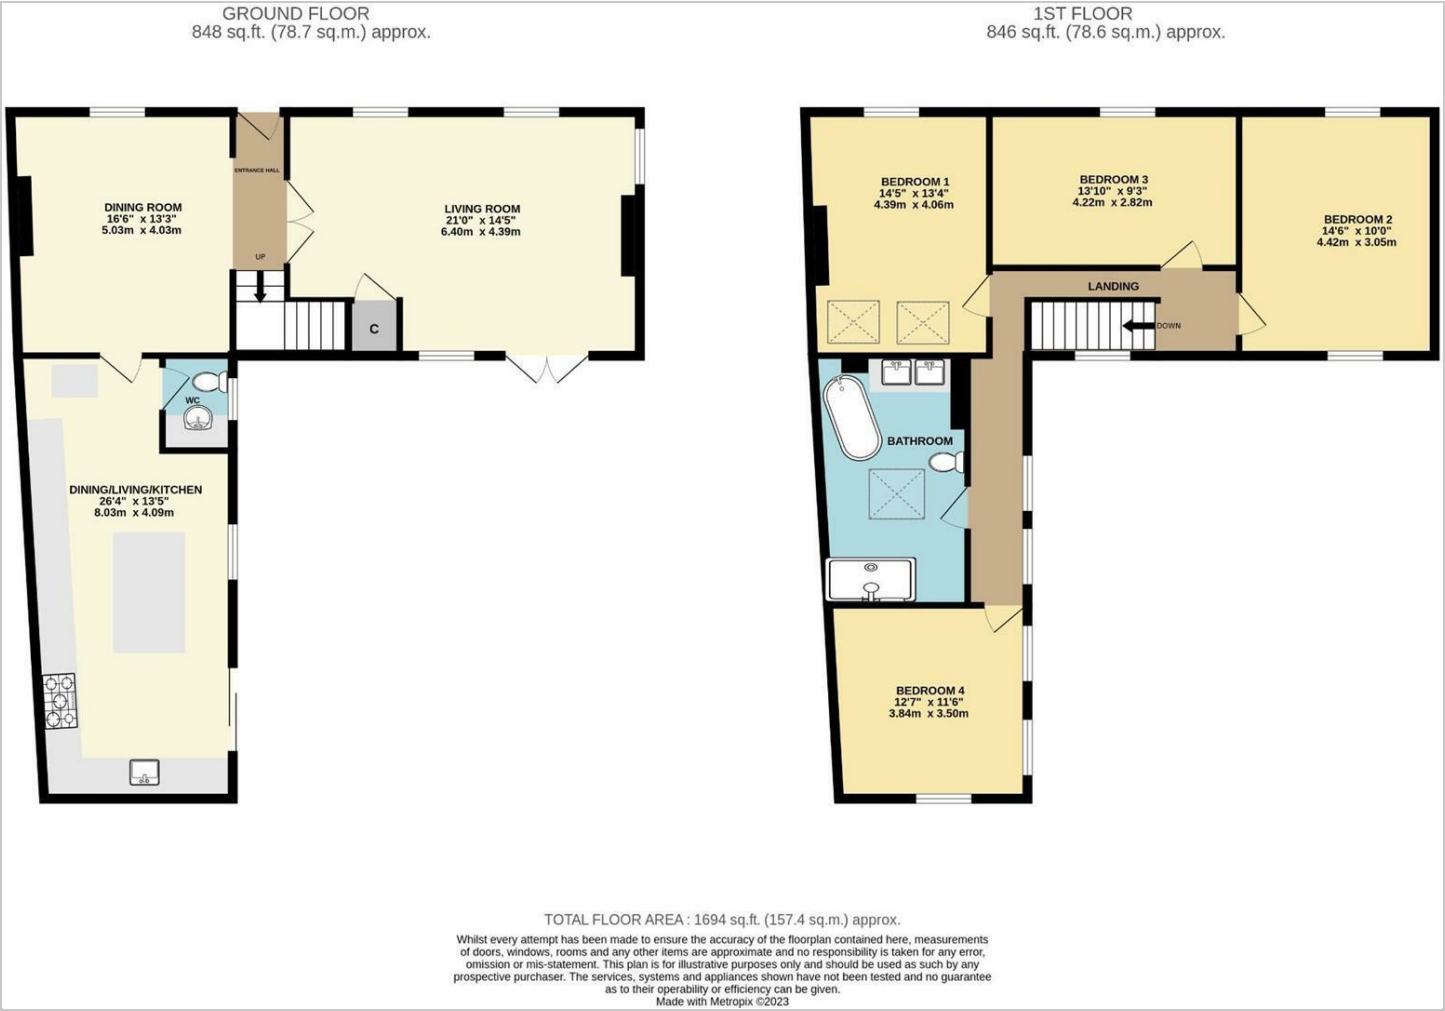 GROUND FLOOR
848 sq.ft. (78.7 sq.m.) approx.
1ST FLOOR
846 sq.ft. (78.6 sq.m.) approx.
DINING ROOM
16'6" x 13'3"
5.03m x 4.03m
ENTRANCE HALL
UP
LIVING ROOM
21'0" x 14'5"
6.40m x 4.39m
C
WC
DINING/LIVING/KITCHEN
26'4" x 13'5"
8.03m x 4.09m
BEDROOM 1
14'5" x 13'4"
4.39m x 4.06m
BEDROOM 3
13'10" x 9'3"
4.22m x 2.82m
BEDROOM 2
14'6" x 10'0"
4.42m x 3.05m
LANDING
DOWN
BATHROOM
BEDROOM 4
12'7" x 11'6"
3.84m x 3.50m
TOTAL FLOOR AREA : 1694 sq.ft. (157.4 sq.m.) approx.
Whilst every attempt has been made to ensure the accuracy of the floorplan contained here, measurements
of doors, windows, rooms and any other items are approximate and no responsibility is taken for any error,
omission or mis-statement. This plan is for illustrative purposes only and should be used as such by any
prospective purchaser. The services, systems and appliances shown have not been tested and no guarantee
as to their operability or efficiency can be given.
Made with Metropix ©2023